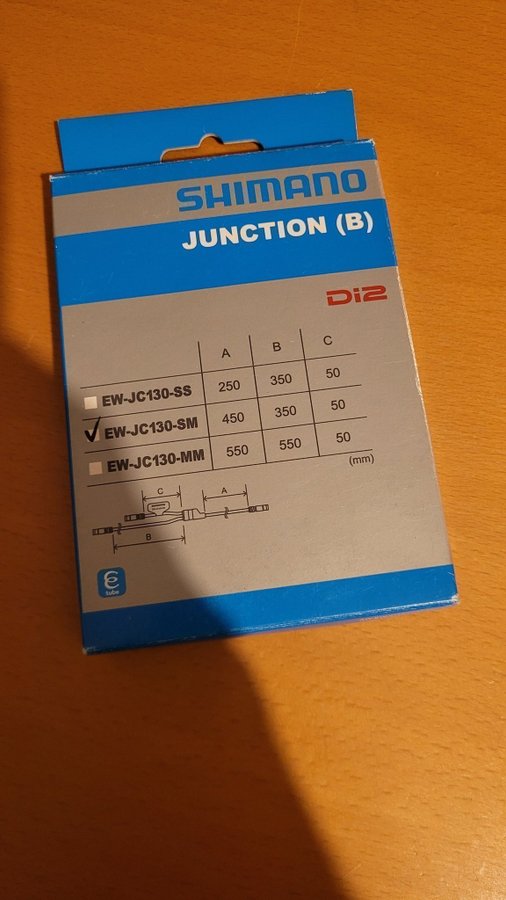 SHIMANO
JUNCTION (B)
Di2
A B C
EW-JC130-SS 250 350 50
EW-JC130-SM 450 350 50
EW-JC130-MM 550 550 50
(mm)
C A
B
e
tube